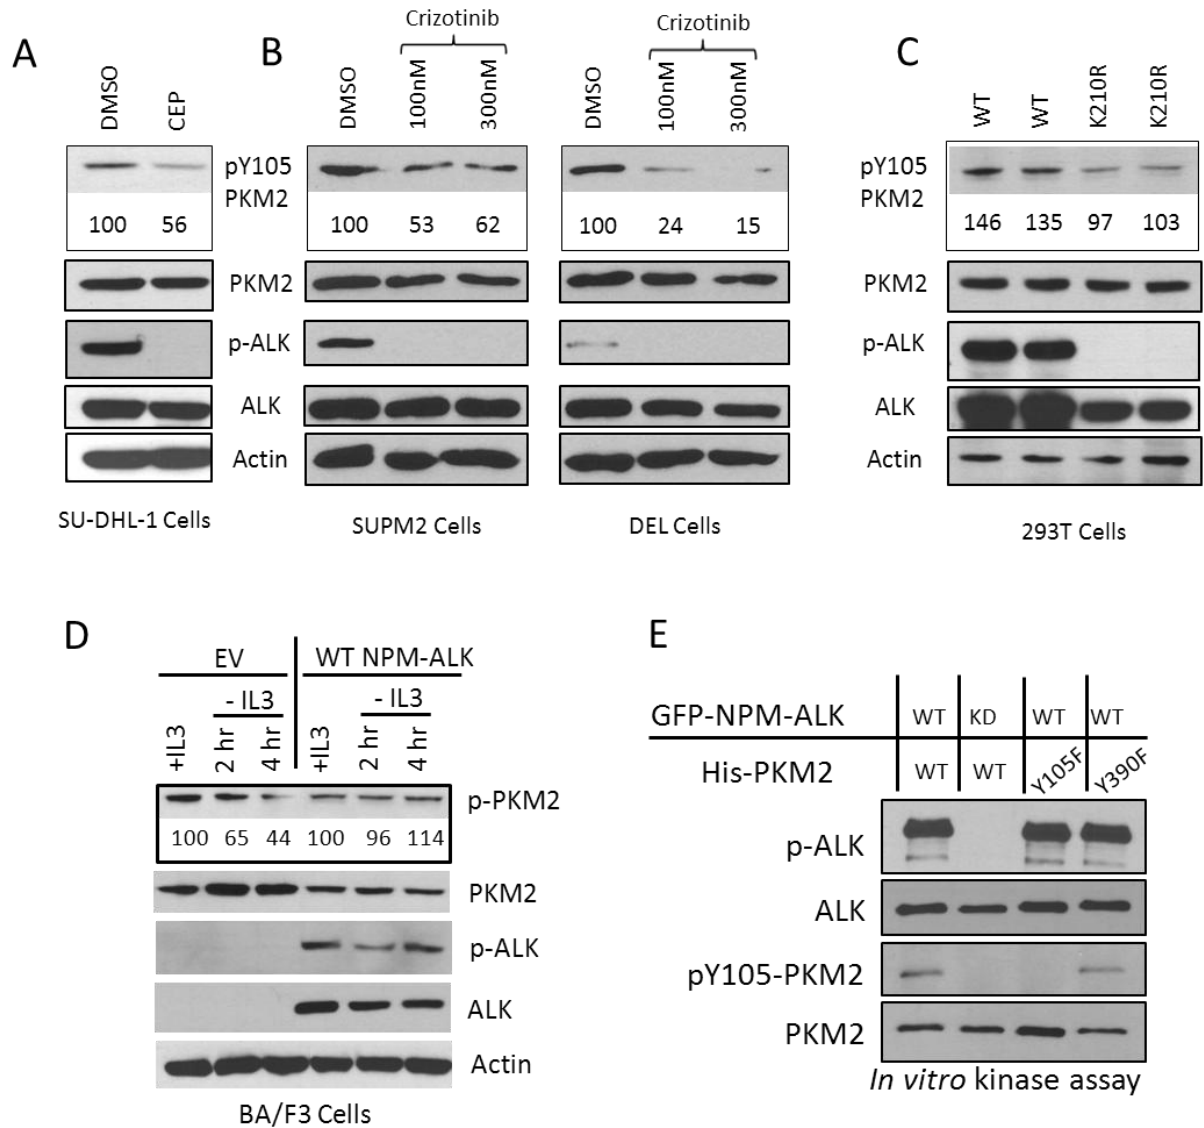 A
DMSO
CEP
100 56
SU-DHL-1 Cells
B
Crizotinib
DMSO 100nM 300nM
Crizotinib
DMSO 100nM 300nM
pY105
PKM2
100 53 62
100 24 15
PKM2
p-ALK
ALK
Actin
SUPM2 Cells
DEL Cells
C
WT WT K210R K210R
pY105
PKM2
146 135 97 103
PKM2
p-ALK
ALK
Actin
293T Cells
D
EV WT NPM-ALK
- IL3 - IL3
+IL3 2 hr 4 hr +IL3 2 hr 4 hr
p-PKM2
100 65 44 100 96 114
PKM2
p-ALK
ALK
Actin
BA/F3 Cells
E
GFP-NPM-ALK WT KD WT WT
His-PKM2 WT WT Y105F Y390F
p-ALK
ALK
pY105-PKM2
PKM2
In vitro kinase assay